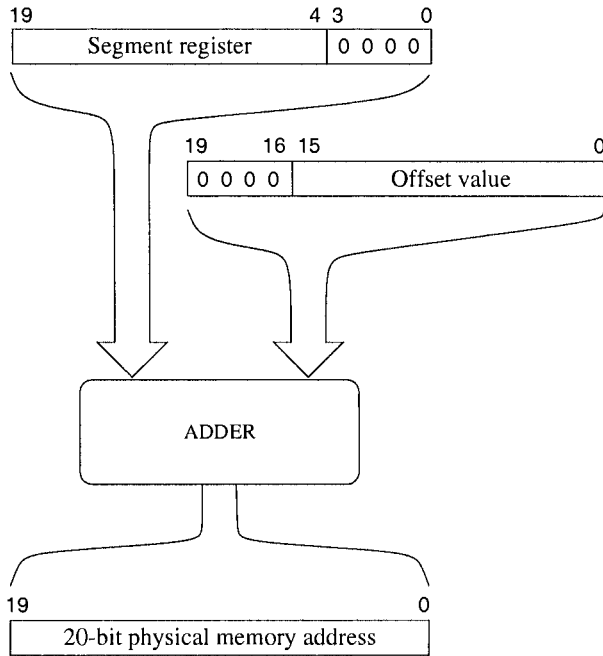 19 4 3 0
Segment register 0 0 0 0
19 16 15 0
0 0 0 0 Offset value
ADDER
19 0
20-bit physical memory address